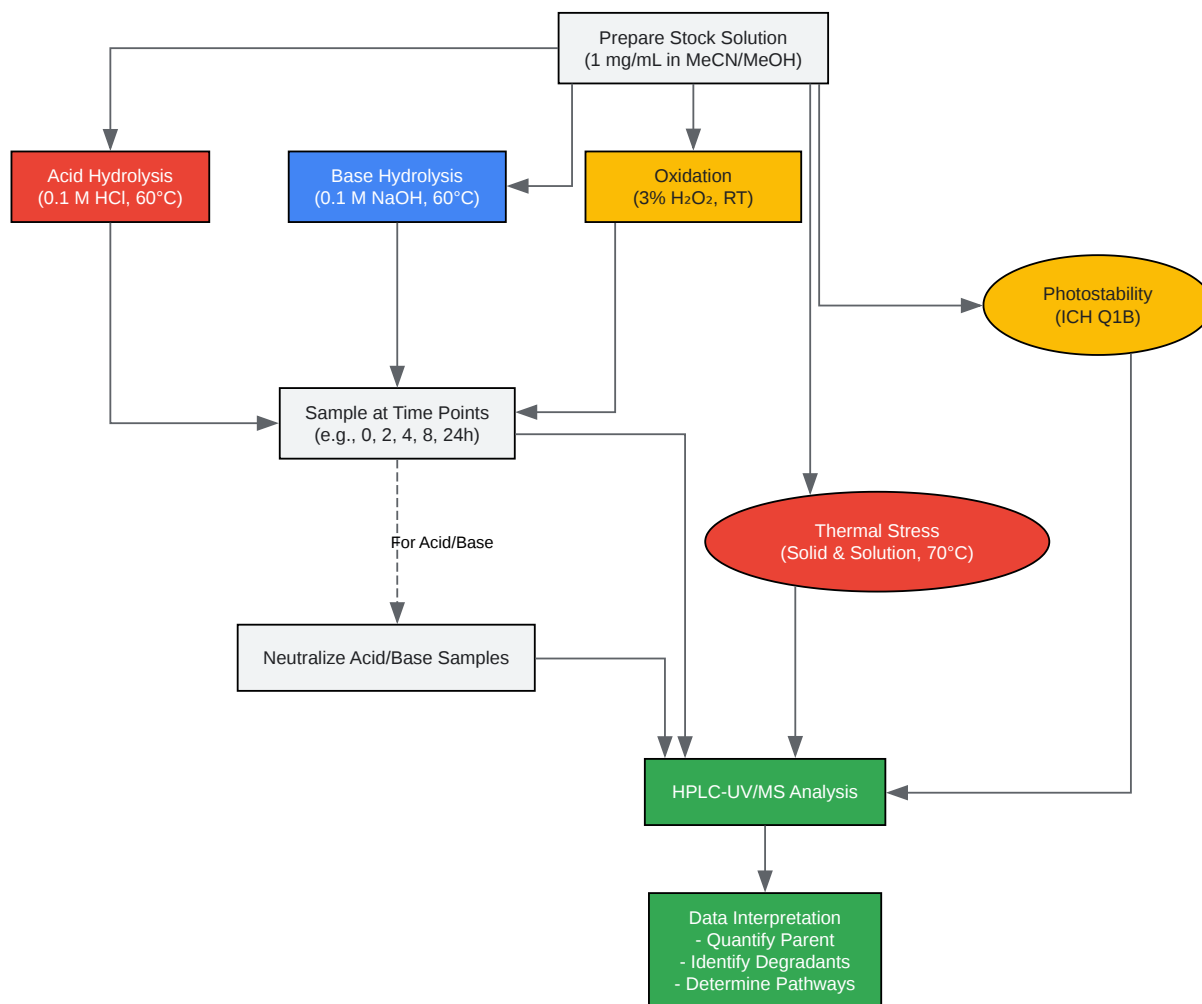 Prepare Stock Solution
(1 mg/mL in MeCN/MeOH)
Acid Hydrolysis
(0.1 M HCl, 60°C)
Base Hydrolysis
(0.1 M NaOH, 60°C)
Oxidation
(3% H₂O₂, RT)
Photostability
(ICH Q1B)
Sample at Time Points
(e.g., 0, 2, 4, 8, 24h)
Thermal Stress
(Solid & Solution, 70°C)
For Acid/Base
Neutralize Acid/Base Samples
HPLC-UV/MS Analysis
Data Interpretation
- Quantify Parent
- Identify Degradants
- Determine Pathways